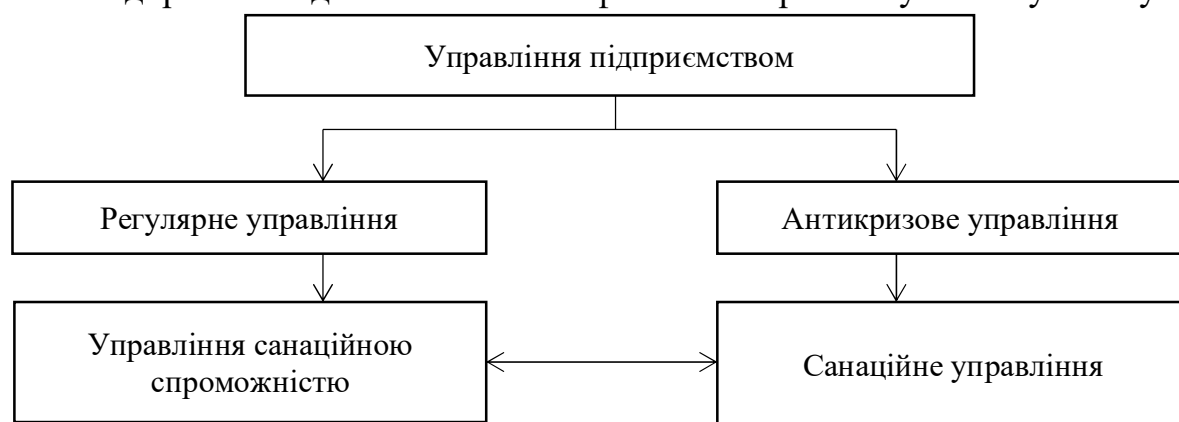 Управління підприємством
Регулярне управління
Антикризове управління
Управління санаційною
спроможністю
Санаційне управління